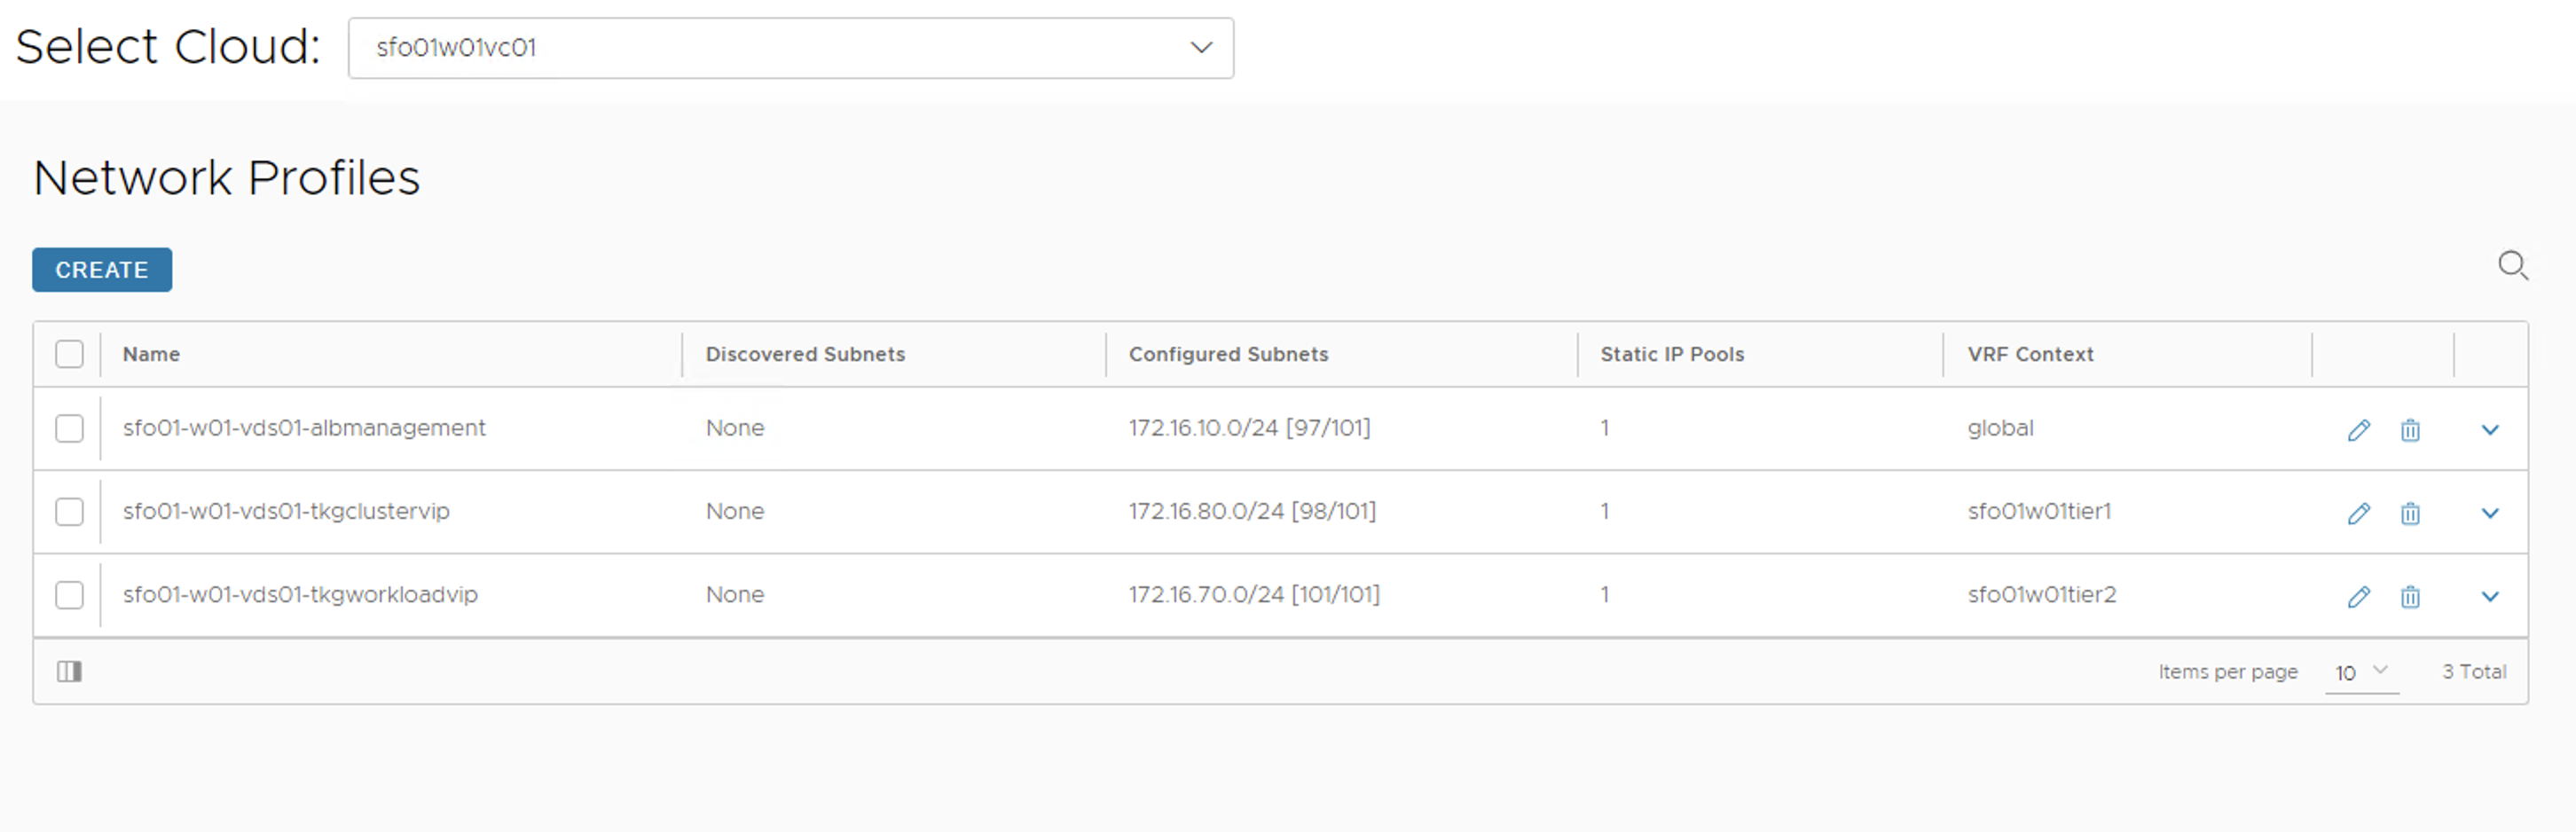 Select Cloud: sfo01w01vc01
Network Profiles
CREATE
Name Discovered Subnets Configured Subnets Static IP Pools VRF Context
sfo01-w01-vds01-albmanagement None 172.16.10.0/24 [97/101] 1 global
sfo01-w01-vds01-tkgclustervip None 172.16.80.0/24 [98/101] 1 sfo01w01tier1
sfo01-w01-vds01-tkgworkloadvip None 172.16.70.0/24 [101/101] 1 sfo01w01tier2
Items per page 10 3 Total